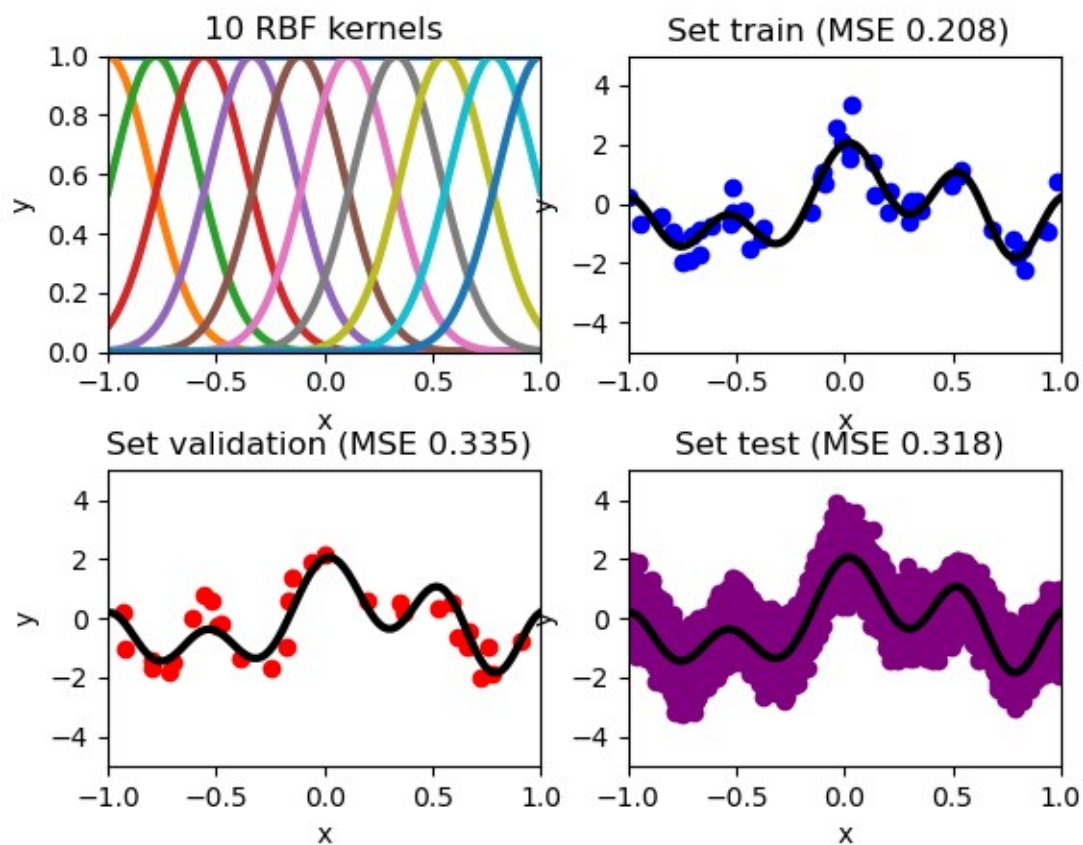 10 RBF kernels
1.0
0.8
0.6
0.4
0.2
0.0
y
−1.0 −0.5 0.0 0.5 1.0
x
Set train (MSE 0.208)
4
2
0
−2
−4
y
−1.0 −0.5 0.0 0.5 1.0
x
Set validation (MSE 0.335)
4
2
0
−2
−4
y
−1.0 −0.5 0.0 0.5 1.0
x
Set test (MSE 0.318)
4
2
0
−2
−4
y
−1.0 −0.5 0.0 0.5 1.0
x